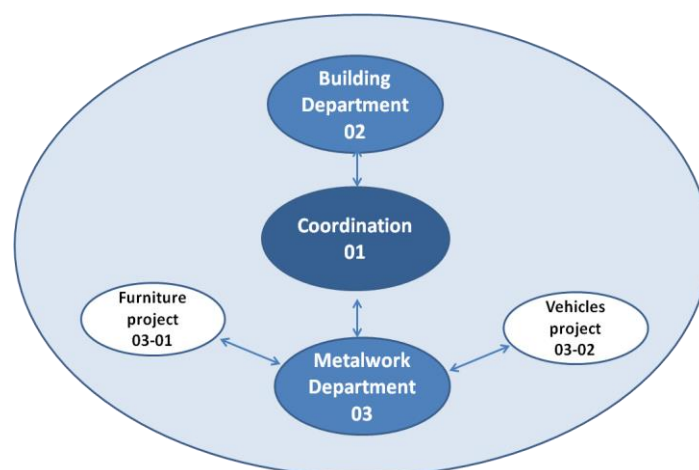 Building
Department
02
Coordination
01
Furniture
project
03-01
Vehicles
project
03-02
Metalwork
Department
03